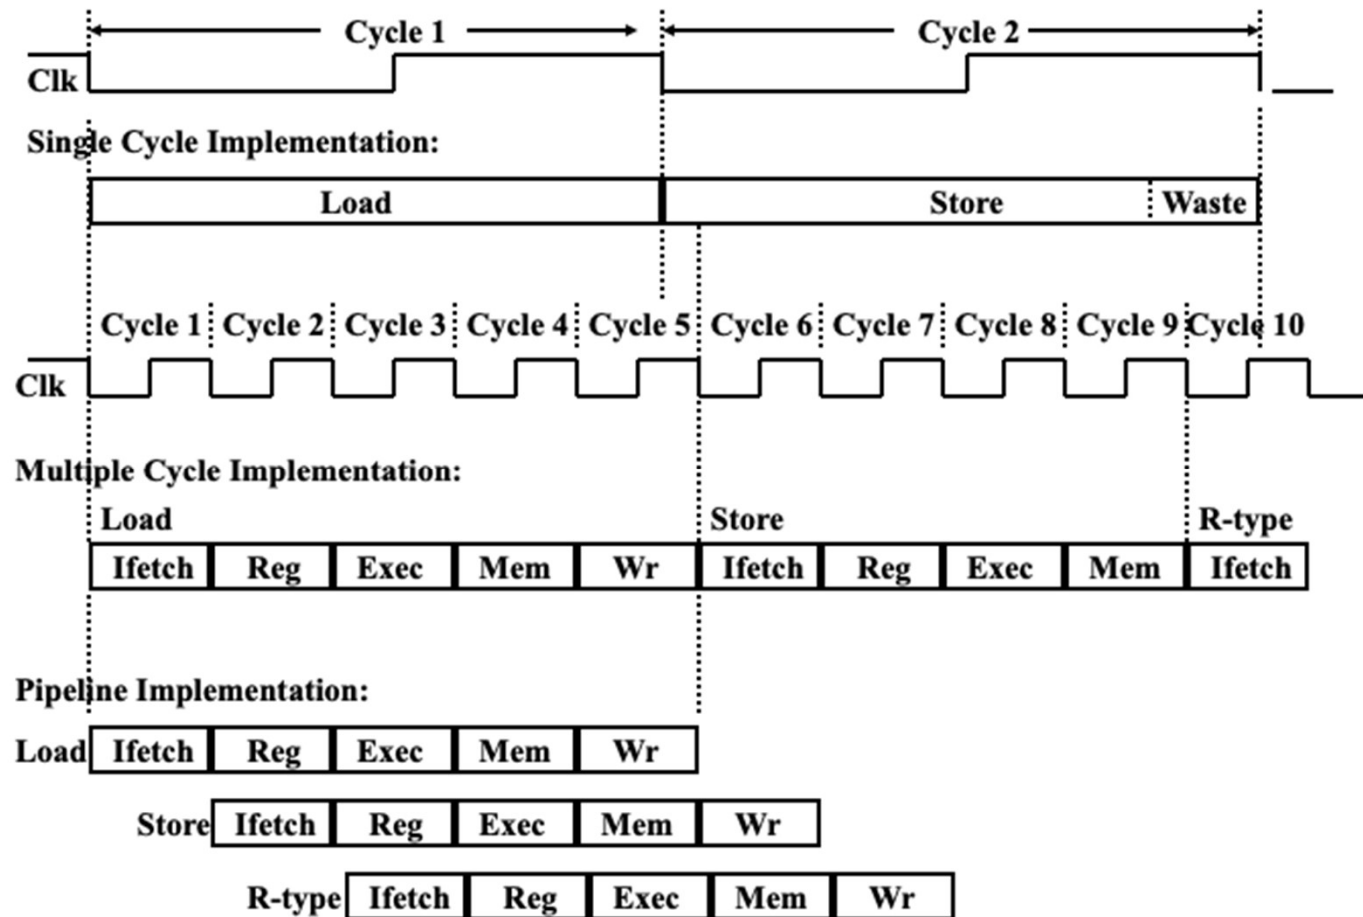 Cycle 1 Cycle 2
Clk
Single Cycle Implementation:
Load Store Waste
Cycle 1 Cycle 2 Cycle 3 Cycle 4 Cycle 5 Cycle 6 Cycle 7 Cycle 8 Cycle 9 Cycle 10
Clk
Multiple Cycle Implementation:
Load Store R-type
Ifetch Reg Exec Mem Wr Ifetch Reg Exec Mem Ifetch
Pipeline Implementation:
Load Ifetch Reg Exec Mem Wr
Store Ifetch Reg Exec Mem Wr
R-type Ifetch Reg Exec Mem Wr